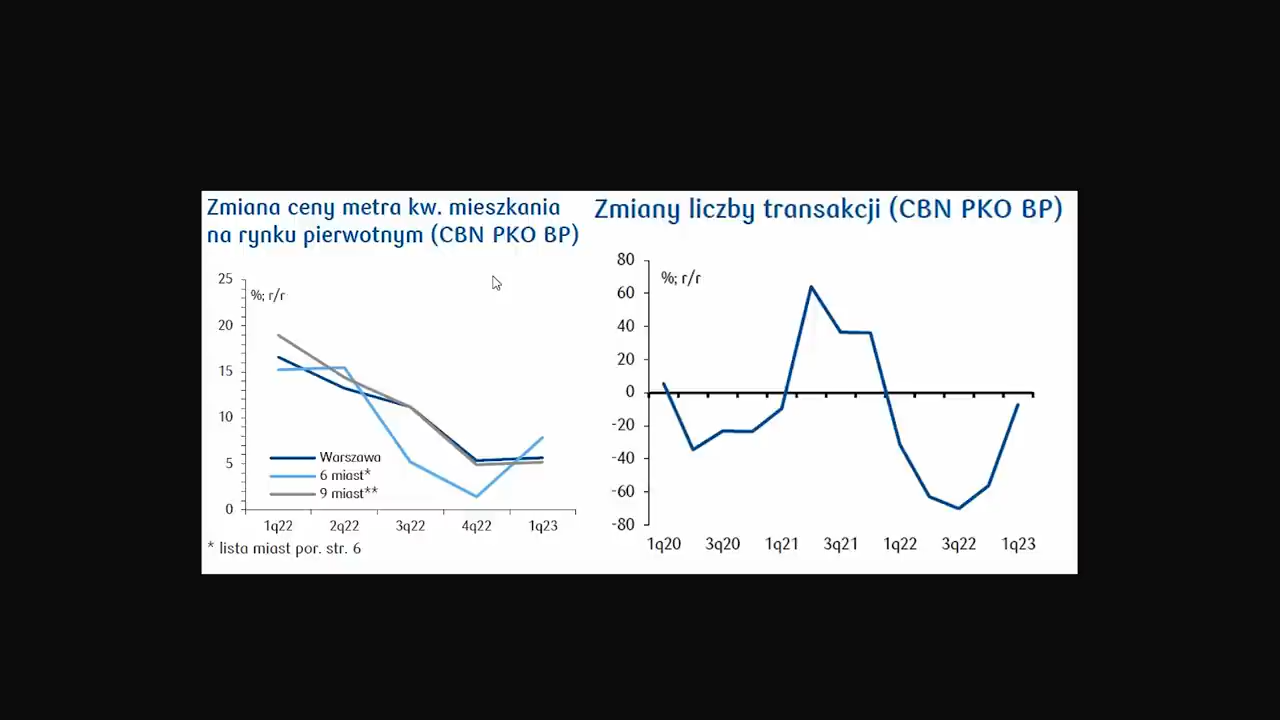 Zmiana ceny metra kw. mieszkania
na rynku pierwotnym (CBN PKO BP)
25
%; r/r
20
15
10
5
0
Warszawa
6 miast*
9 miast**
1q22 2q22 3q22 4q22 1q23
* lista miast por. str. 6
Zmiany liczby transakcji (CBN PKO BP)
80
%; r/r
60
40
20
0
-20
-40
-60
-80
1q20 3q20 1q21 3q21 1q22 3q22 1q23